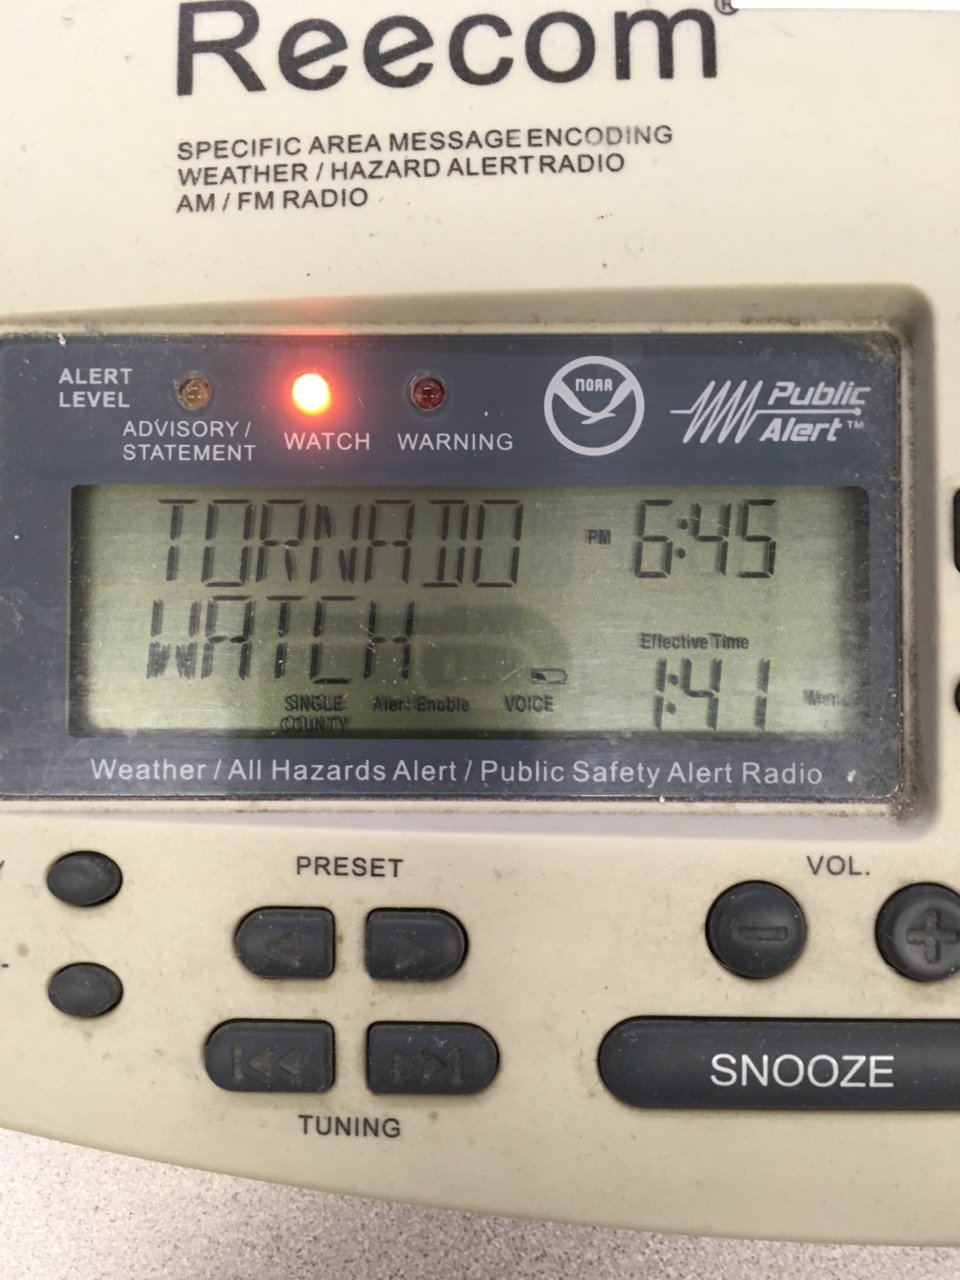 Reecom®
SPECIFIC AREA MESSAGE ENCODING
WEATHER / HAZARD ALERT RADIO
AM / FM RADIO
ALERT
LEVEL
ADVISORY /
STATEMENT
WATCH
WARNING
NOAA
Public
Alert™
TORNADO
PM 6:45
WATCH
Effective Time
1:41
SINGLE
COUNTY
Alert Enable
VOICE
Weather / All Hazards Alert / Public Safety Alert Radio
PRESET
VOL.
SNOOZE
TUNING